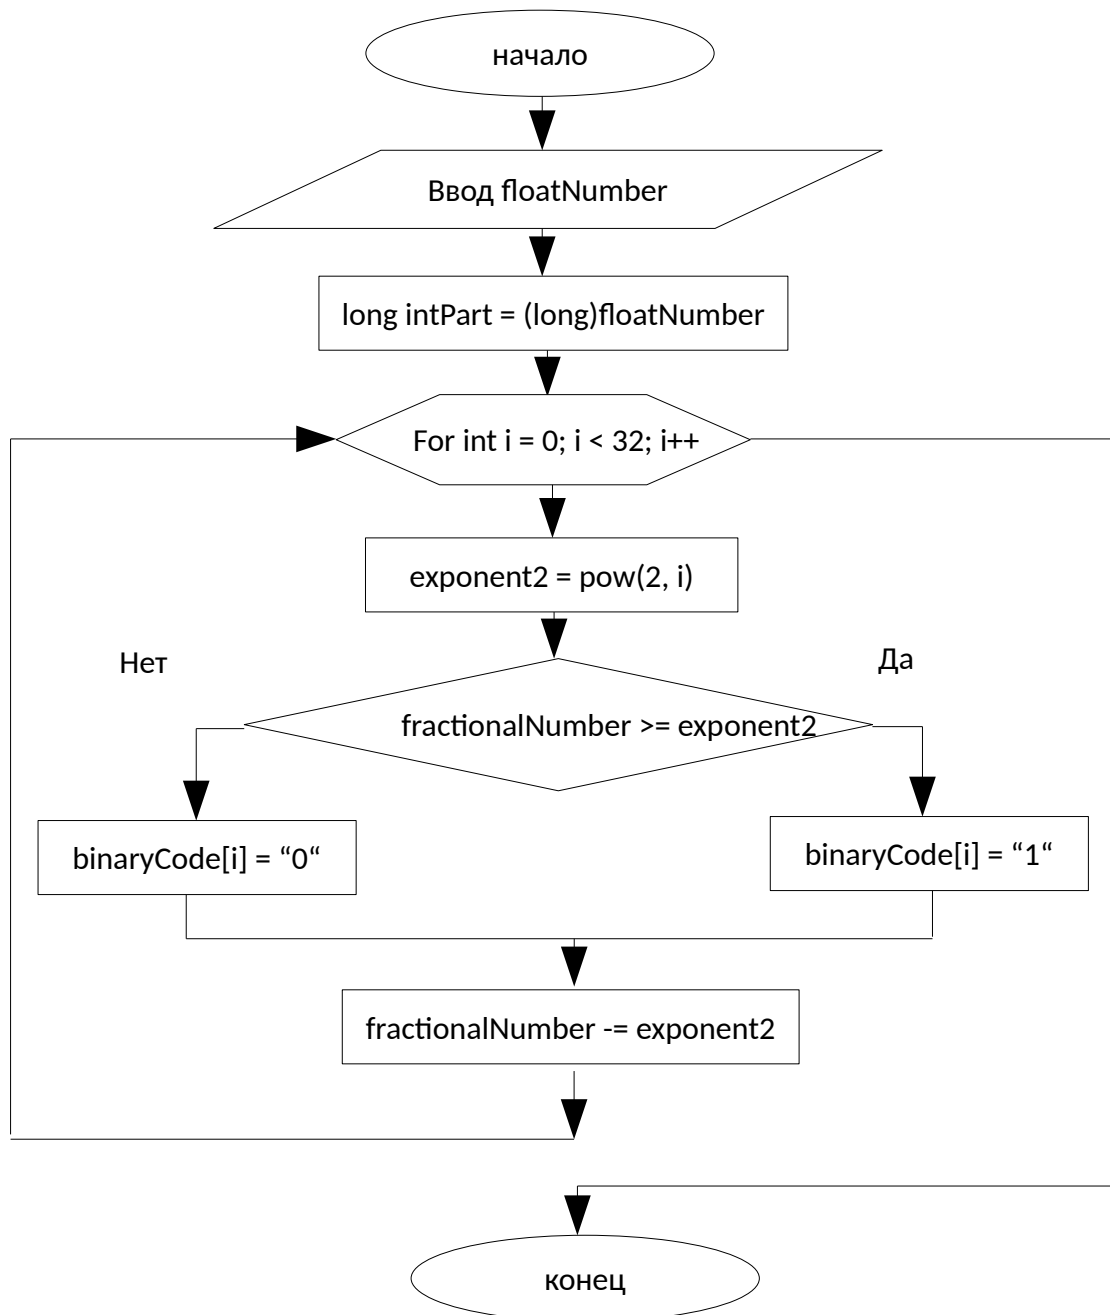 начало
Ввод floatNumber
long intPart = (long)floatNumber
For int i = 0; i < 32; i++
exponent2 = pow(2, i)
Нет
Да
fractionalNumber >= exponent2
binaryCode[i] = “0“
binaryCode[i] = “1“
fractionalNumber -= exponent2
конец